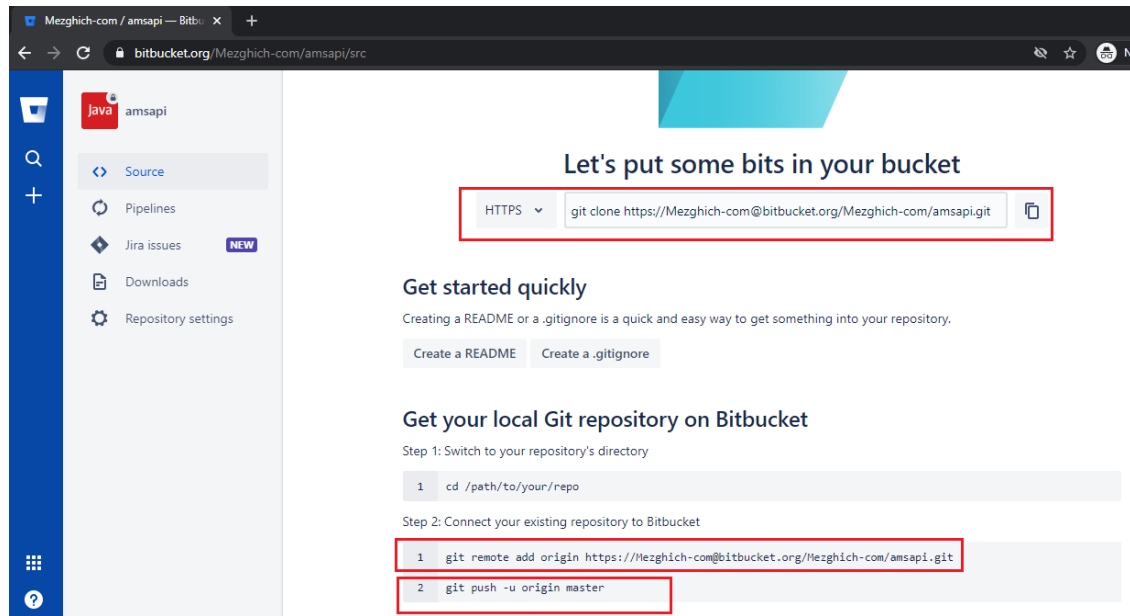 Mezghich-com / amsapi — Bitbu
bitbucket.org/Mezghich-com/amsapi/src
Java
amsapi
Source
Pipelines
Jira issues NEW
Downloads
Repository settings
Let's put some bits in your bucket
HTTPS git clone https://Mezghich-com@bitbucket.org/Mezghich-com/amsapi.git
Get started quickly
Creating a README or a .gitignore is a quick and easy way to get something into your repository.
Create a README Create a .gitignore
Get your local Git repository on Bitbucket
Step 1: Switch to your repository's directory
1 cd /path/to/your/repo
Step 2: Connect your existing repository to Bitbucket
1 git remote add origin https://Mezghich-com@bitbucket.org/Mezghich-com/amsapi.git
2 git push -u origin master